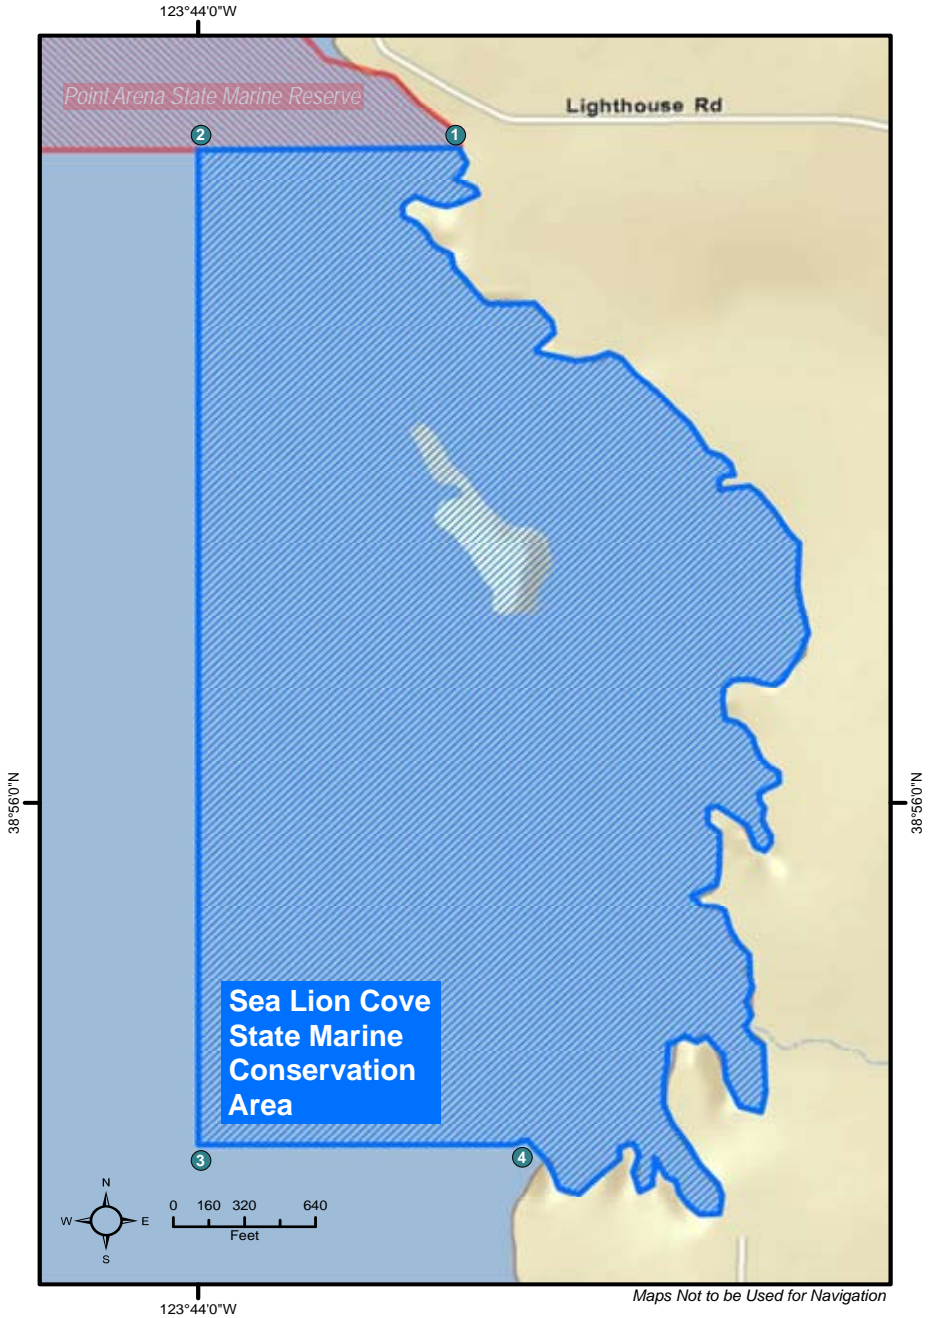 123°44'0"W
Point Arena State Marine Reserve
Lighthouse Rd
2
1
38°56'0"N
38°56'0"N
Sea Lion Cove
State Marine
Conservation
Area
3
4
N
W
E
S
0 160 320 640
Feet
Maps Not to be Used for Navigation
123°44'0"W